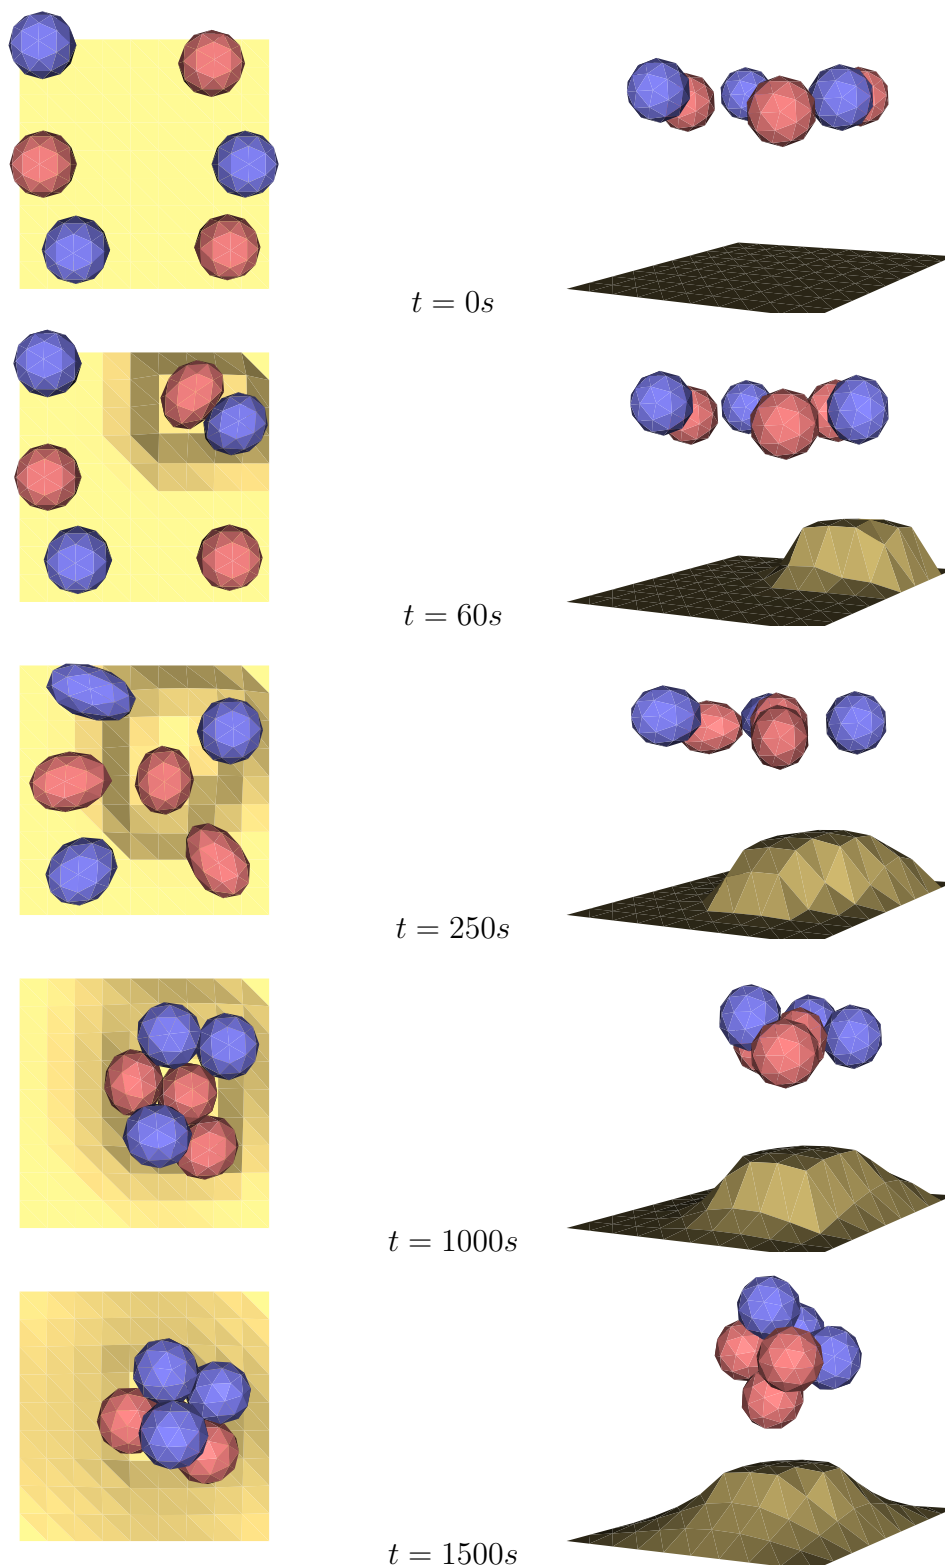 t = 0s
t = 60s
t = 250s
t = 1000s
t = 1500s